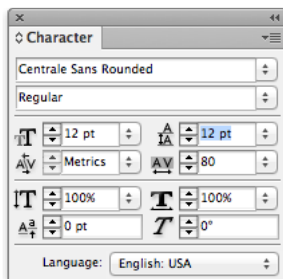 Character
Centrale Sans Rounded
Regular
12 pt 12 pt
Metrics 80
100% 100%
0 pt 0°
Language: English: USA